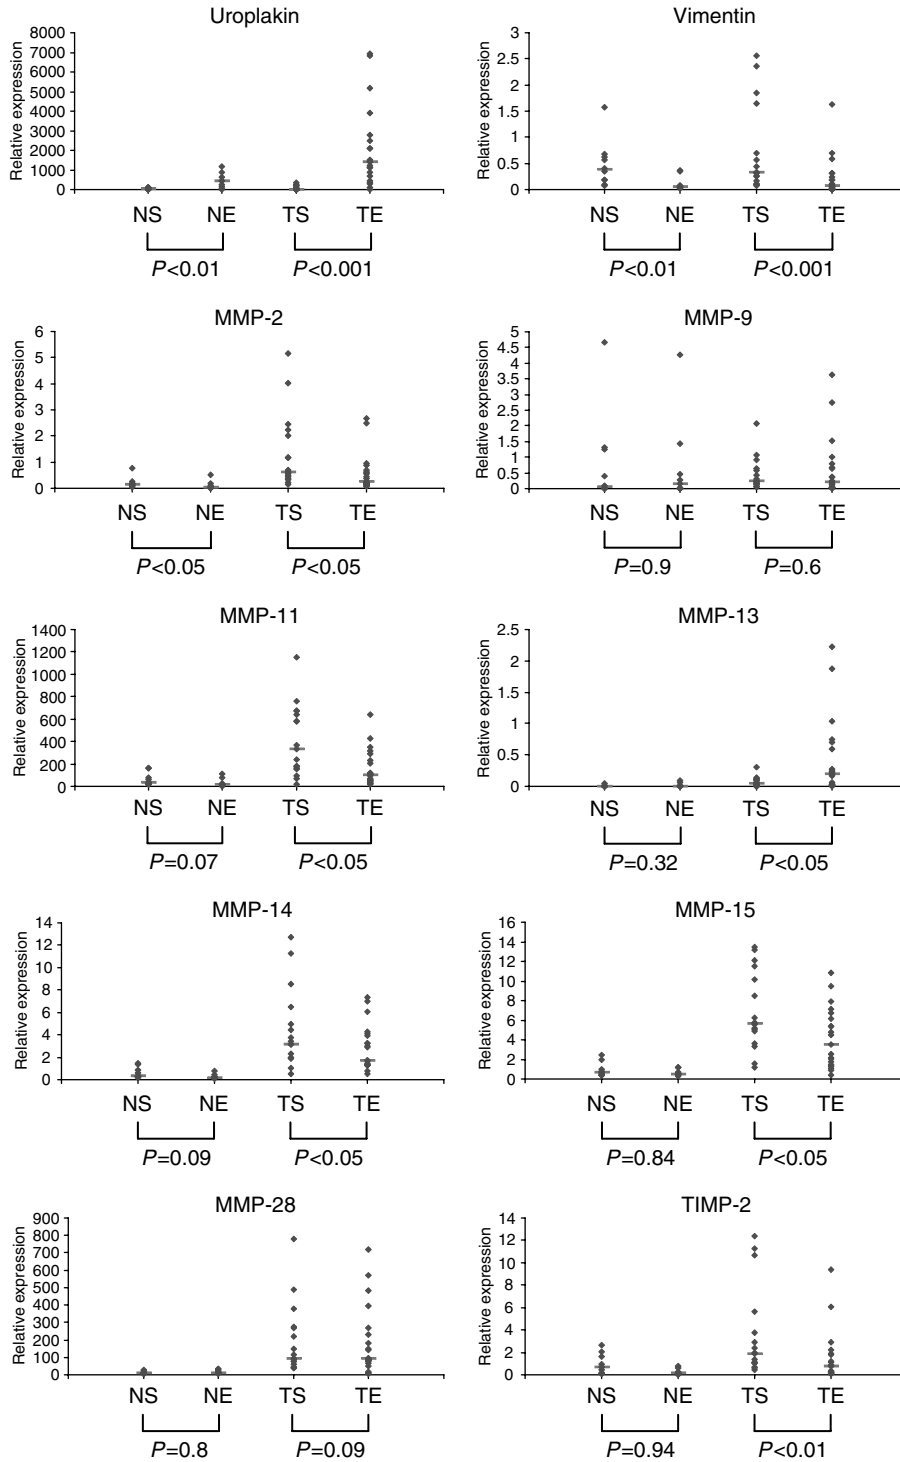 Uroplakin
Relative expression
8000
7000
6000
5000
4000
3000
2000
1000
0
NS NE TS TE
P<0.01 P<0.001
Vimentin
Relative expression
3
2.5
2
1.5
1
0.5
0
NS NE TS TE
P<0.01 P<0.001
MMP-2
Relative expression
6
5
4
3
2
1
0
NS NE TS TE
P<0.05 P<0.05
MMP-9
Relative expression
5
4.5
4
3.5
3
2.5
2
1.5
1
0.5
0
NS NE TS TE
P=0.9 P=0.6
MMP-11
Relative expression
1400
1200
1000
800
600
400
200
0
NS NE TS TE
P=0.07 P<0.05
MMP-13
Relative expression
2.5
2
1.5
1
0.5
0
NS NE TS TE
P=0.32 P<0.05
MMP-14
Relative expression
14
12
10
8
6
4
2
0
NS NE TS TE
P=0.09 P<0.05
MMP-15
Relative expression
16
14
12
10
8
6
4
2
0
NS NE TS TE
P=0.84 P<0.05
MMP-28
Relative expression
900
800
700
600
500
400
300
200
100
0
NS NE TS TE
P=0.8 P=0.09
TIMP-2
Relative expression
14
12
10
8
6
4
2
0
NS NE TS TE
P=0.94 P<0.01